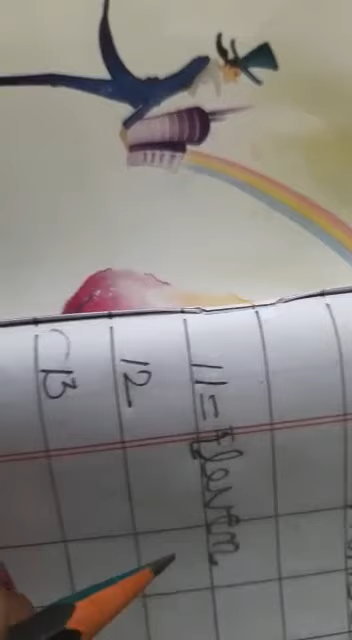 11 = Eleven
12
13